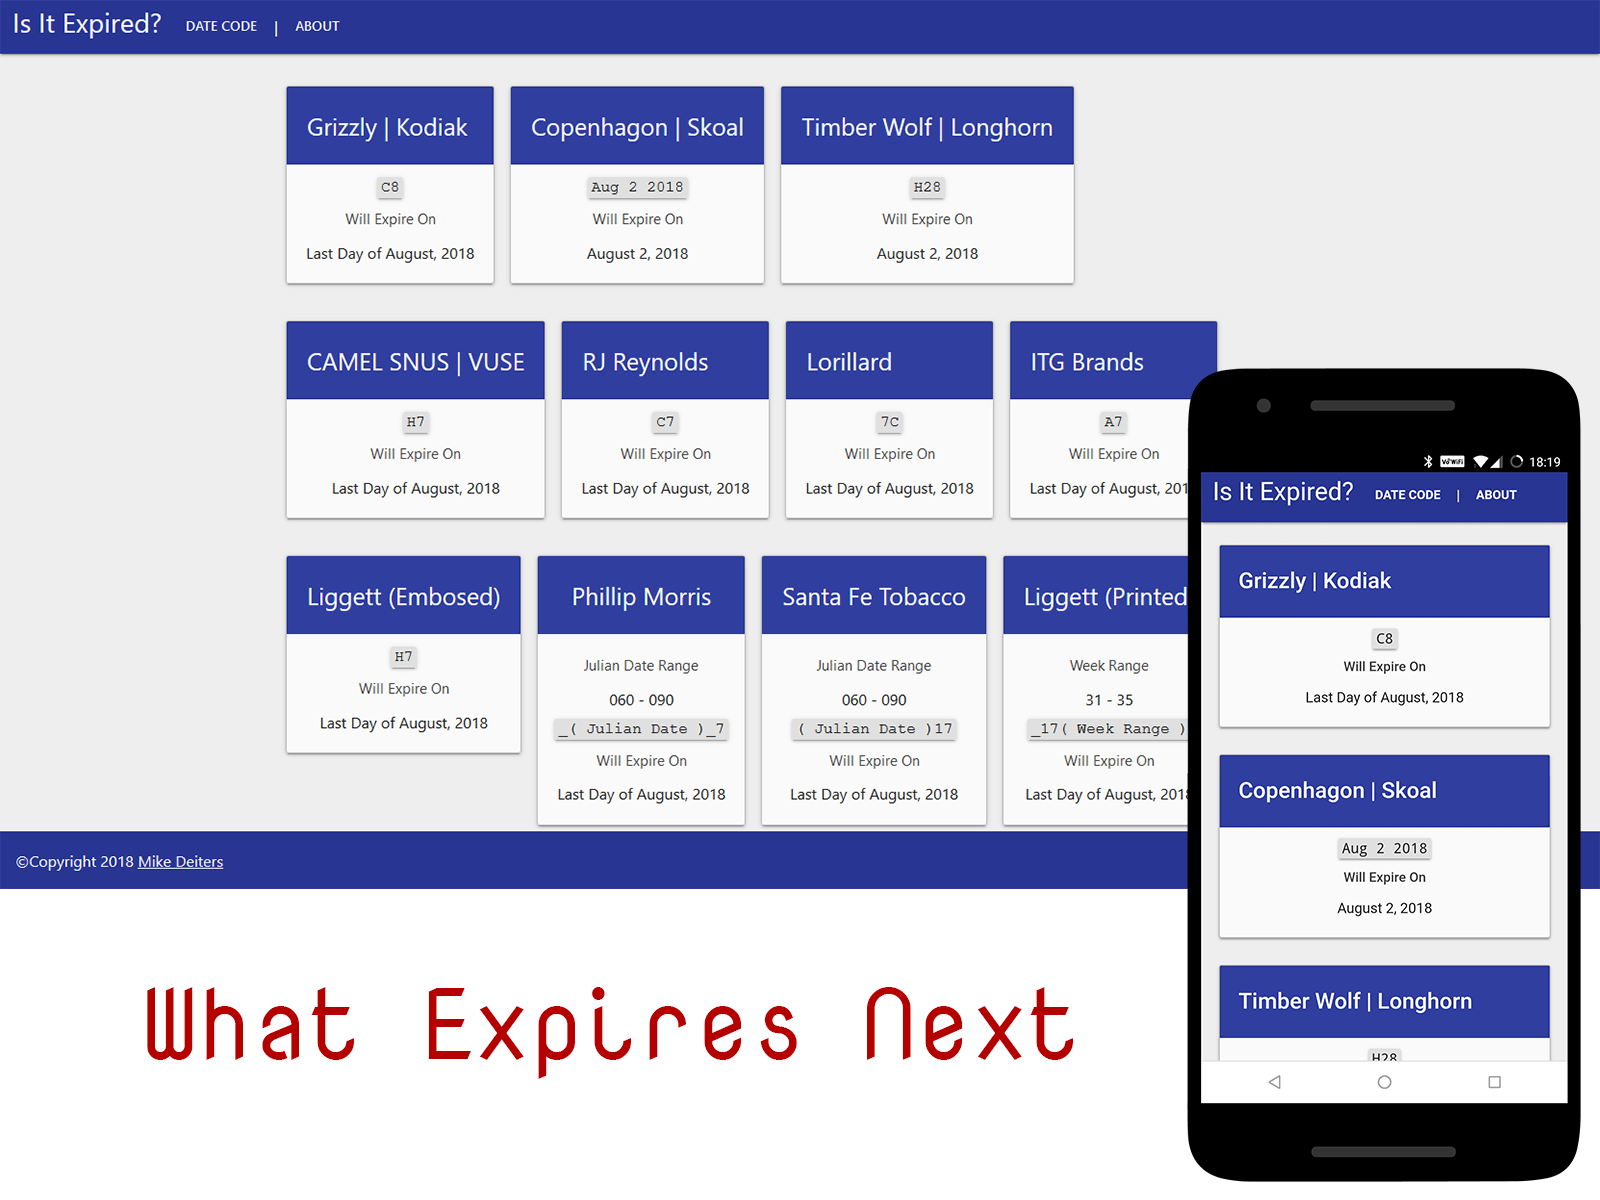 Is It Expired? DATE CODE | ABOUT
Grizzly | Kodiak
C8
Will Expire On
Last Day of August, 2018
Copenhagon | Skoal
Aug 2 2018
Will Expire On
August 2, 2018
Timber Wolf | Longhorn
H28
Will Expire On
August 2, 2018
CAMEL SNUS | VUSE
H7
Will Expire On
Last Day of August, 2018
RJ Reynolds
C7
Will Expire On
Last Day of August, 2018
Lorillard
7C
Will Expire On
Last Day of August, 2018
ITG Brands
A7
Will Expire On
Last Day of August, 201
Liggett (Embosed)
H7
Will Expire On
Last Day of August, 2018
Phillip Morris
Julian Date Range
060 - 090
_( Julian Date )_7
Will Expire On
Last Day of August, 2018
Santa Fe Tobacco
Julian Date Range
060 - 090
( Julian Date )17
Will Expire On
Last Day of August, 2018
Liggett (Printed
Week Range
31 - 35
_17( Week Range )
Will Expire On
Last Day of August, 2018
©Copyright 2018 Mike Deiters
What Expires Next
VoWiFi 18:19
Is It Expired? DATE CODE | ABOUT
Grizzly | Kodiak
C8
Will Expire On
Last Day of August, 2018
Copenhagon | Skoal
Aug 2 2018
Will Expire On
August 2, 2018
Timber Wolf | Longhorn
H28